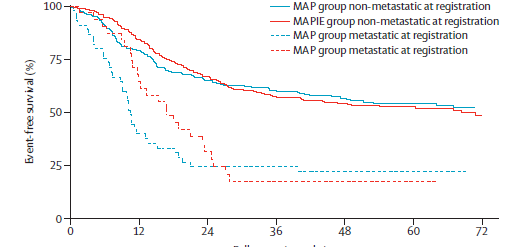 MAP group non-metastatic at registration
MAPIE group non-metastatic at registration
MAP group metastatic at registration
MAP group metastatic at registration
Event-free survival (%)
100
75
50
25
0
0 12 24 36 48 60 72